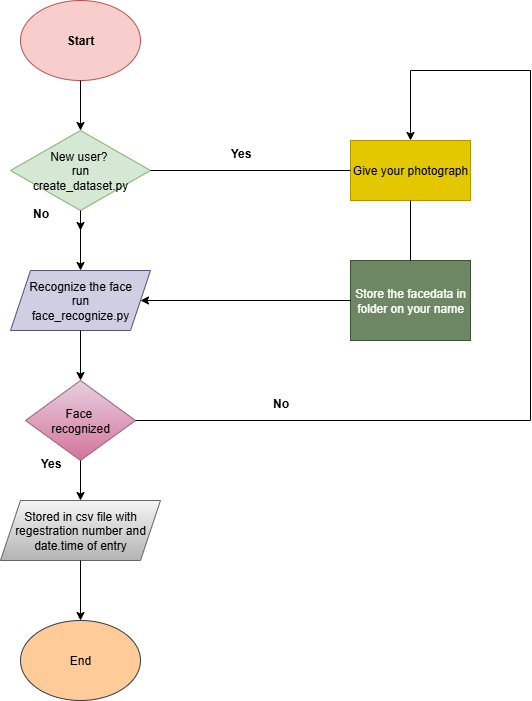 Start
New user?
run
create_dataset.py
Yes
Give your photograph
No
Recognize the face
run
face_recognize.py
Store the facedata in
folder on your name
Face
recognized
No
Yes
Stored in csv file with
regestration number and
date.time of entry
End